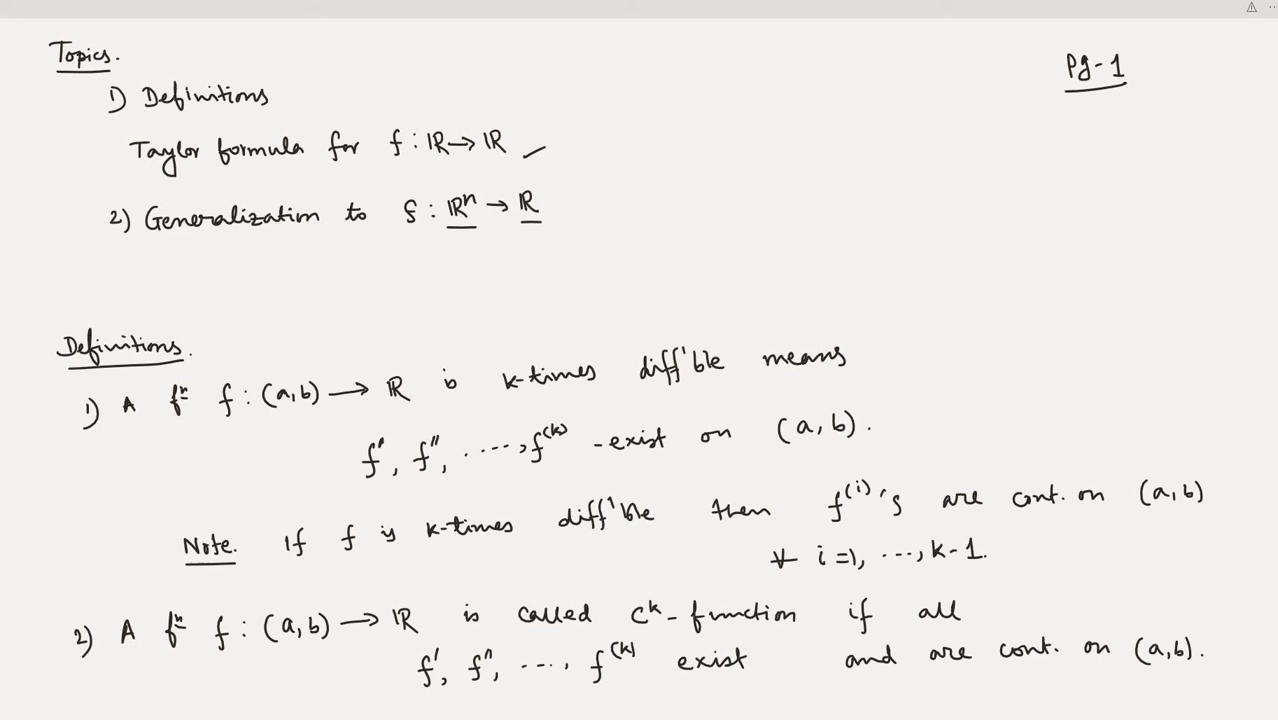 Topics.
Pg-1
1) Definitions
Taylor formula for f : ℝ → ℝ ✓
2) Generalization to f : ℝⁿ → ℝ
Definitions.
1) A fⁿ f : (a,b) ⟶ ℝ is k-times diff'ble means
f', f'', ....., f⁽ᵏ⁾ - exist on (a,b).
Note. If f is k-times diff'ble then f⁽ⁱ⁾'s are cont. on (a,b)
∀ i=1, ..., k-1.
2) A fⁿ f : (a,b) ⟶ ℝ is called Cᵏ-function if all
f', f'', ...., f⁽ᵏ⁾ exist and are cont. on (a,b).